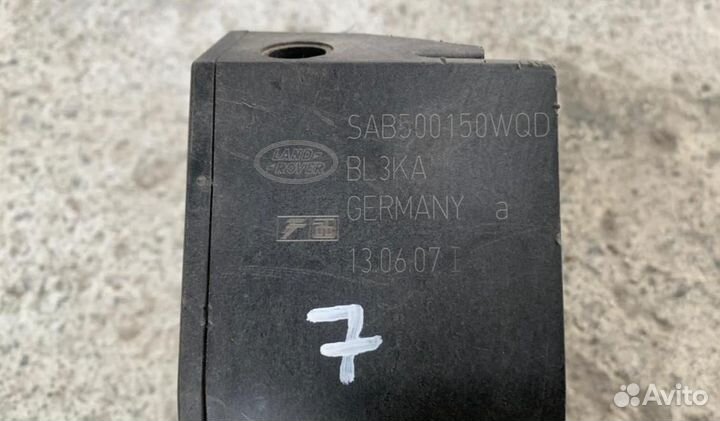 SAB500150WQD
LAND-
-ROVER
BL3KA
GERMANY a
13.06.07 I
7
Avito